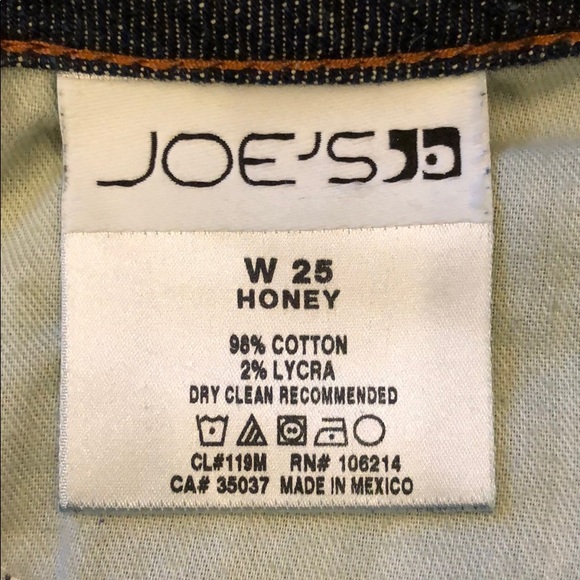 JOE'S
W 25
HONEY
98% COTTON
2% LYCRA
DRY CLEAN RECOMMENDED
CL#119M RN# 106214
CA# 35037 MADE IN MEXICO